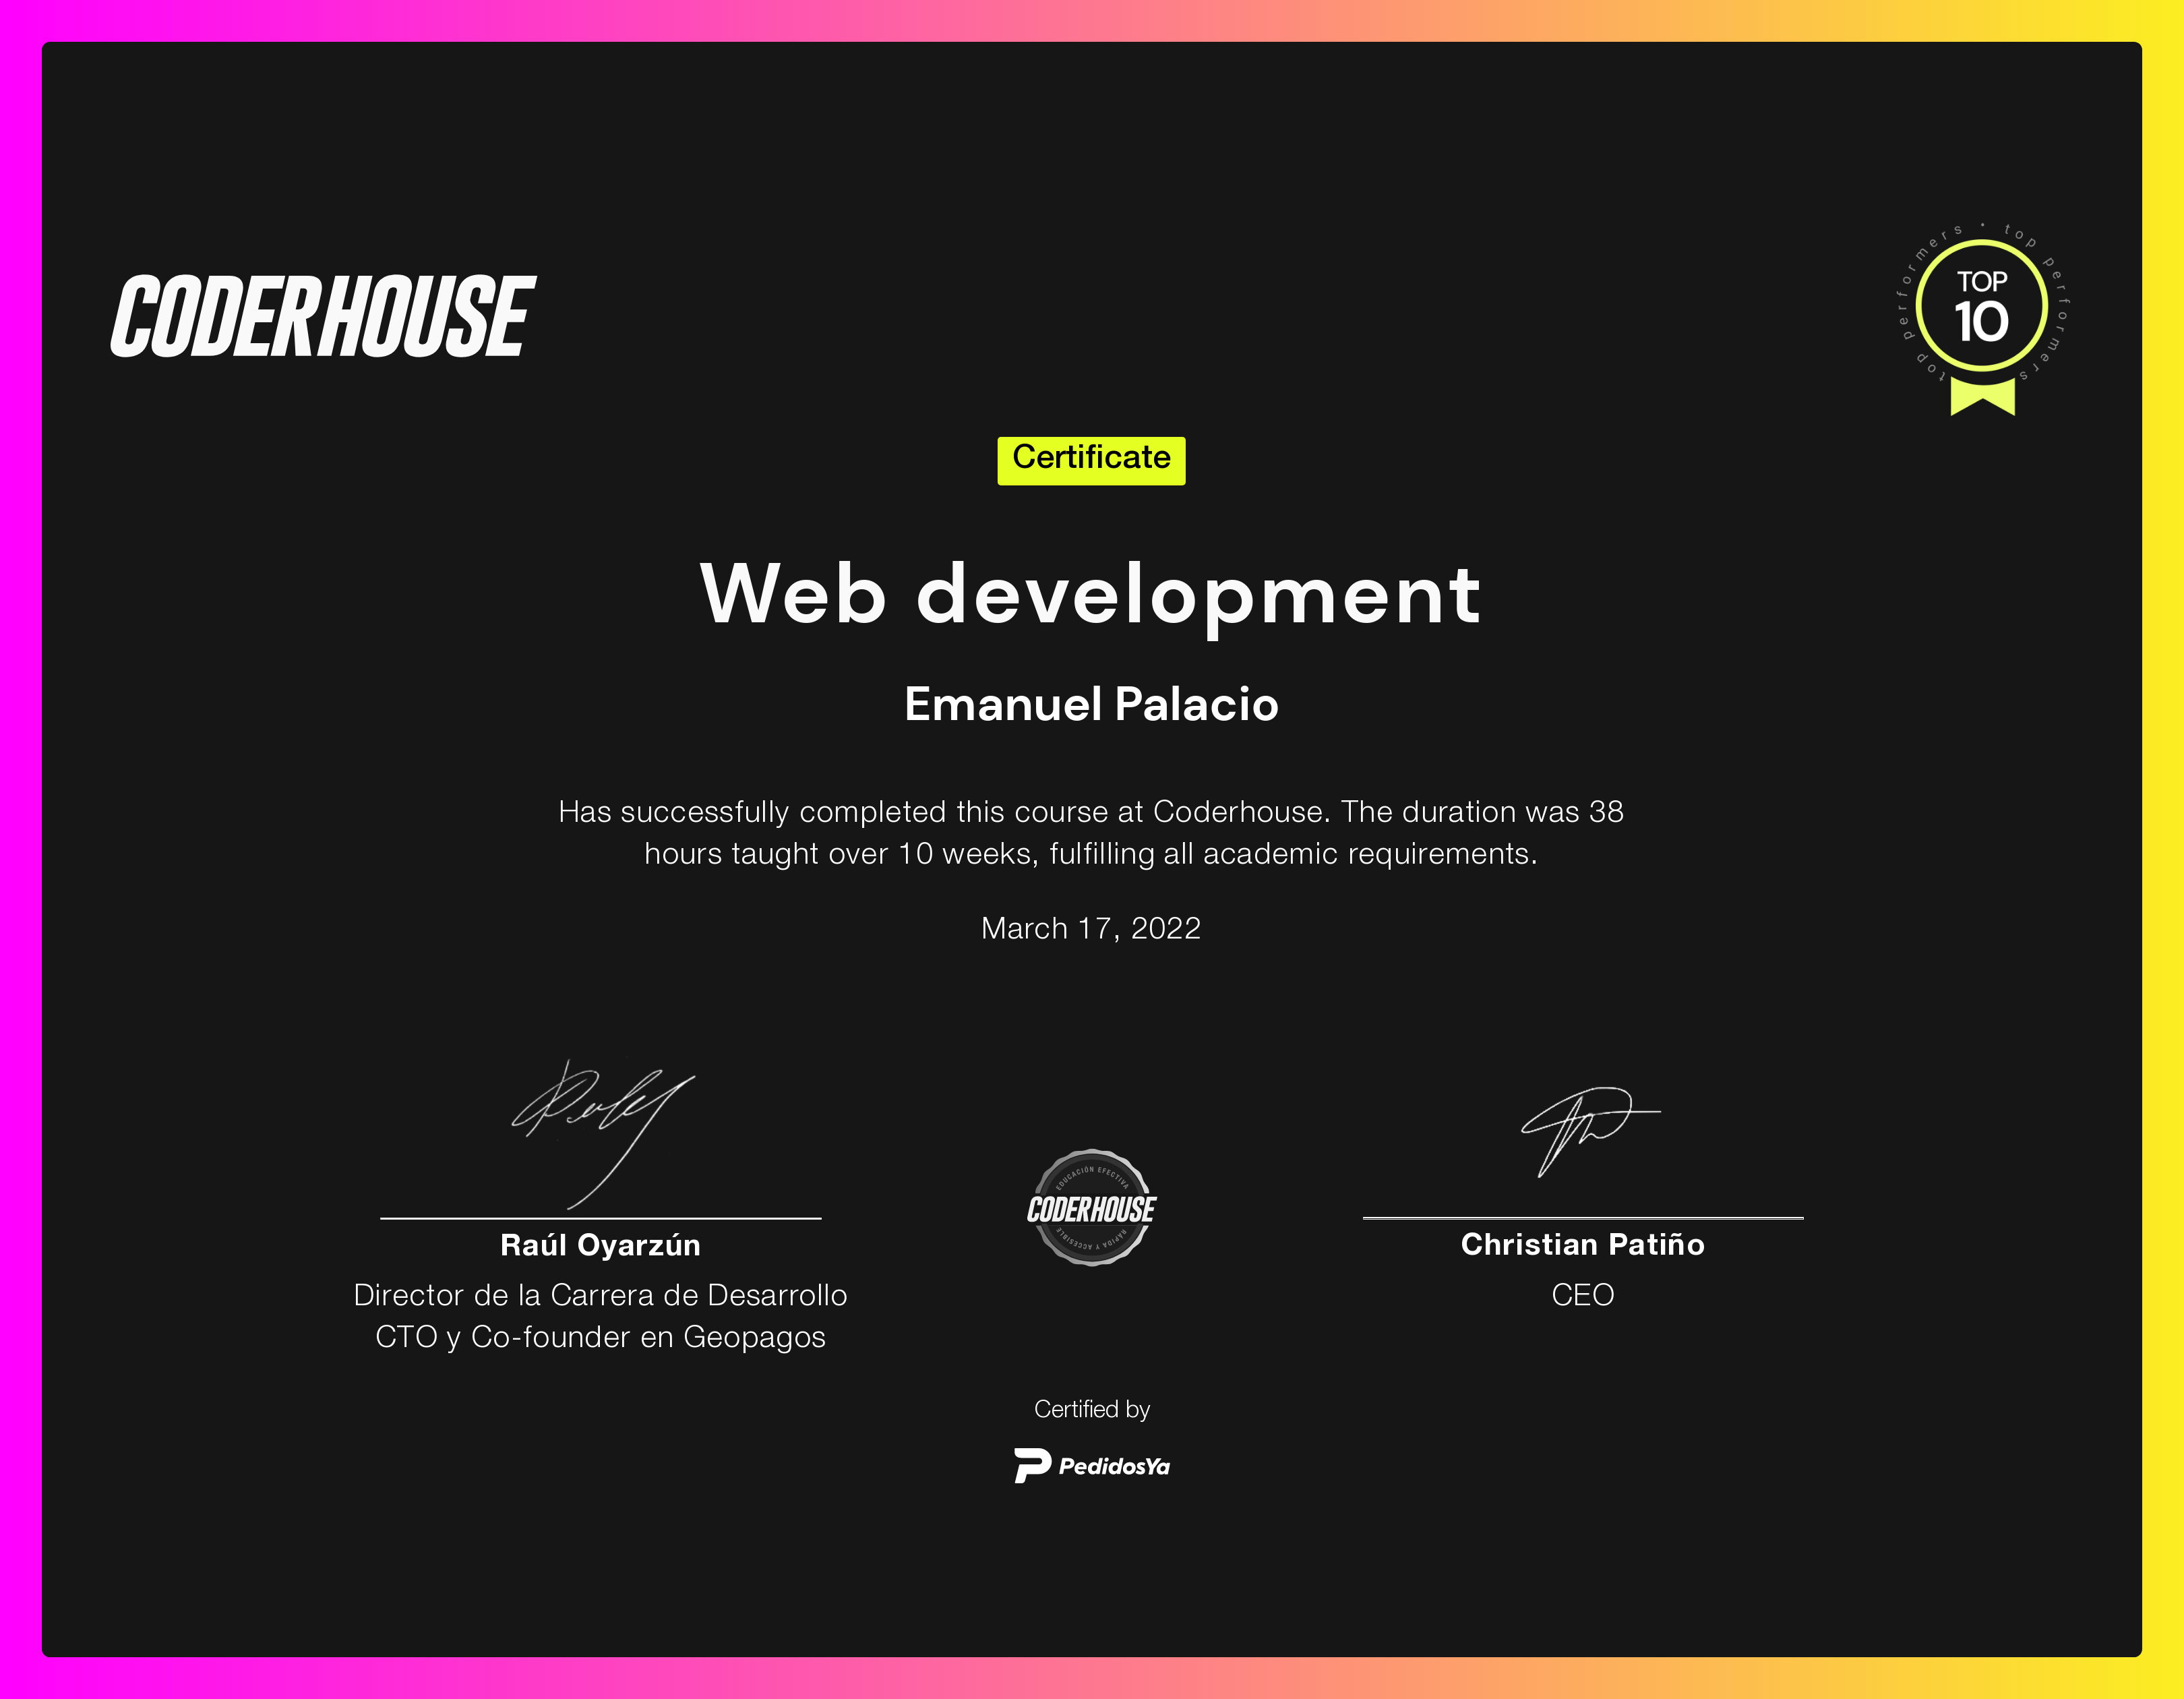 CODERHOUSE
top performers • top performers
TOP
10
Certificate
Web development
Emanuel Palacio
Has successfully completed this course at Coderhouse. The duration was 38
hours taught over 10 weeks, fulfilling all academic requirements.
March 17, 2022
Raúl Oyarzún
Director de la Carrera de Desarrollo
CTO y Co-founder en Geopagos
EDUCACIÓN EFECTIVA
CODERHOUSE
RÁPIDA Y ACCESIBLE
Christian Patiño
CEO
Certified by
PedidosYa